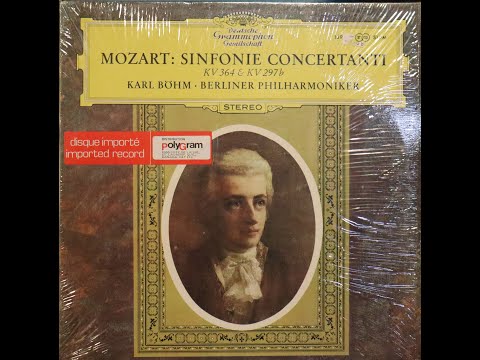 Deutsche
Grammophon
Gesellschaft
MOZART: SINFONIE CONCERTANTI
KV 364 & KV 297b
KARL BÖHM · BERLINER PHILHARMONIKER
STEREO
disque importé
imported record
polyGram